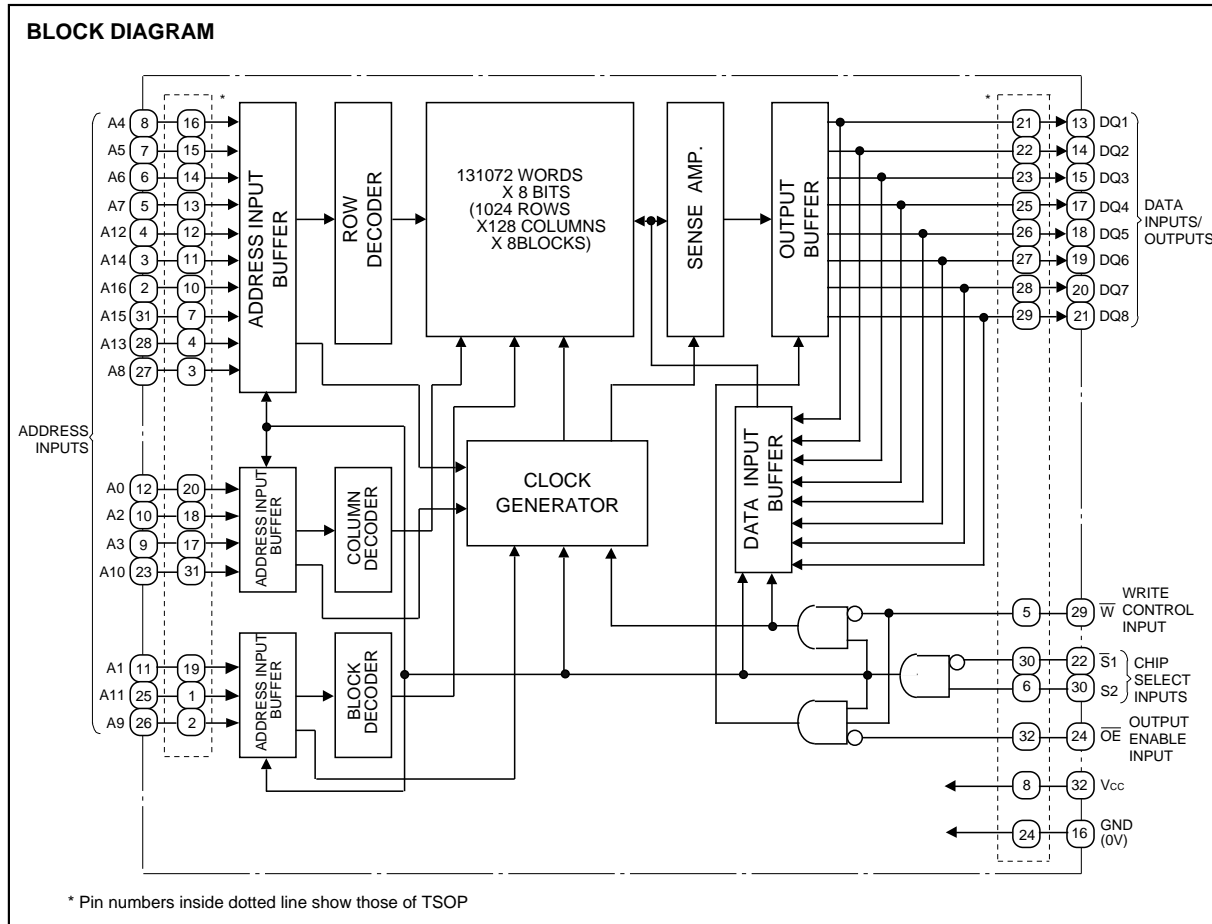 BLOCK DIAGRAM
*
*
A4 8 16
A5 7 15
A6 6 14
A7 5 13
A12 4 12
A14 3 11
A16 2 10
A15 31 7
A13 28 4
A8 27 3
ADDRESS
INPUTS
A0 12 20
A2 10 18
A3 9 17
A10 23 31
A1 11 19
A11 25 1
A9 26 2
ADDRESS INPUT
BUFFER
ROW
DECODER
131072 WORDS
X 8 BITS
(1024 ROWS
X128 COLUMNS
X 8BLOCKS)
SENSE AMP.
OUTPUT
BUFFER
21 13 DQ1
22 14 DQ2
23 15 DQ3
25 17 DQ4
26 18 DQ5
27 19 DQ6
28 20 DQ7
29 21 DQ8
DATA
INPUTS/
OUTPUTS
ADDRESS INPUT
BUFFER
COLUMN
DECODER
CLOCK
GENERATOR
DATA INPUT
BUFFER
ADDRESS INPUT
BUFFER
BLOCK
DECODER
5 29 W
WRITE
CONTROL
INPUT
30 22 S1
6 30 S2
CHIP
SELECT
INPUTS
32 24 OE
OUTPUT
ENABLE
INPUT
8 32 Vcc
24 16 GND
(0V)
* Pin numbers inside dotted line show those of TSOP